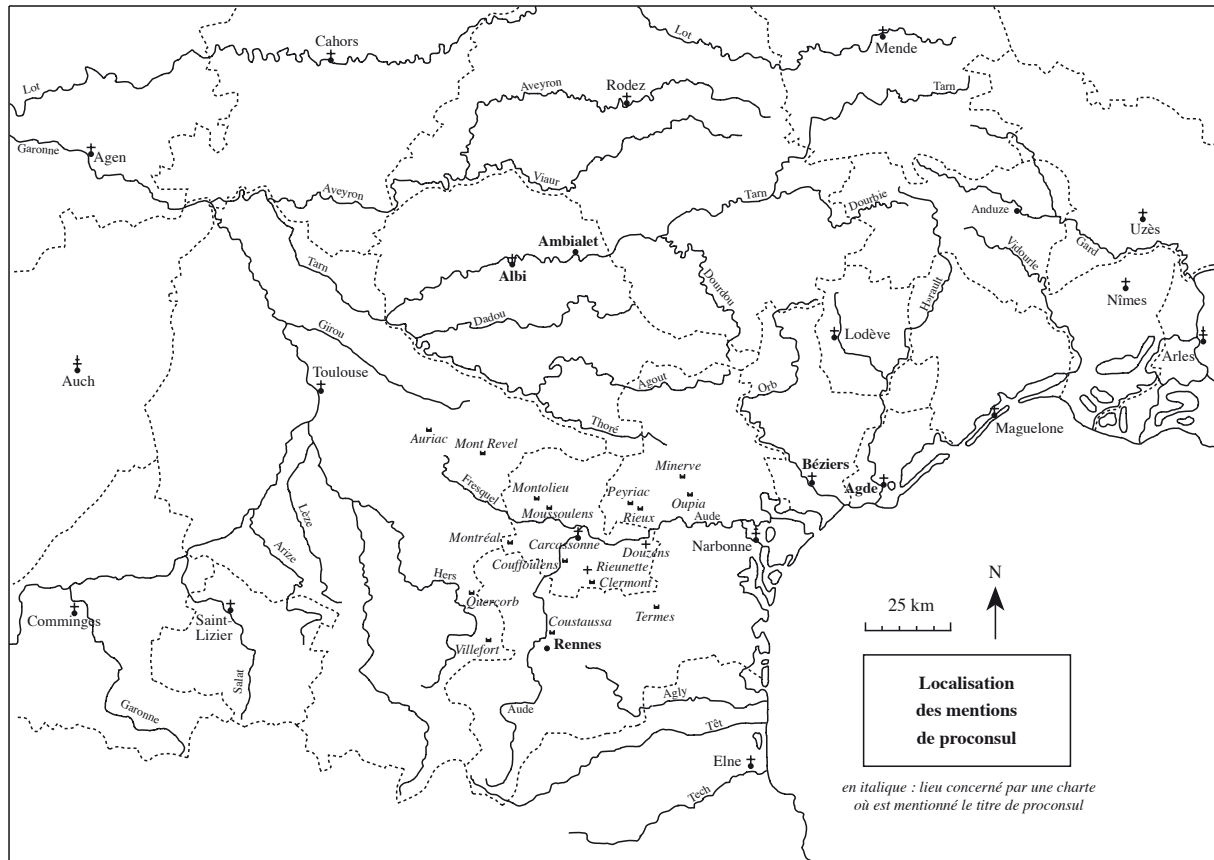 Cahors
Lot
Mende
Lot
Aveyron
Rodez
Tarn
Garonne
Agen
Viaur
Aveyron
Tarn
Dourbie
Anduze
Uzès
Gard
Vidourle
Ambialet
Albi
Tarn
Dourdou
Hérault
Nîmes
Dadou
Girou
Lodève
Arles
Auch
Toulouse
Agout
Orb
Thoré
Maguelone
Auriac
Mont Revel
Minerve
Béziers
Agde
Fresquel
Montolieu
Peyriac
Oupia
Moussoulens
Rieux
Aude
Lèze
Montréal
Carcassonne
Douzens
Narbonne
Arize
Couffoulens
Rieunette
Hers
Clermont
Quercorb
Termes
Comminges
Saint-
Lizier
Coustaussa
Villefort
Rennes
Salat
Garonne
Aude
Agly
Têt
Elne
Tech
N
25 km
Localisation
des mentions
de proconsul
en italique : lieu concerné par une charte
où est mentionné le titre de proconsul